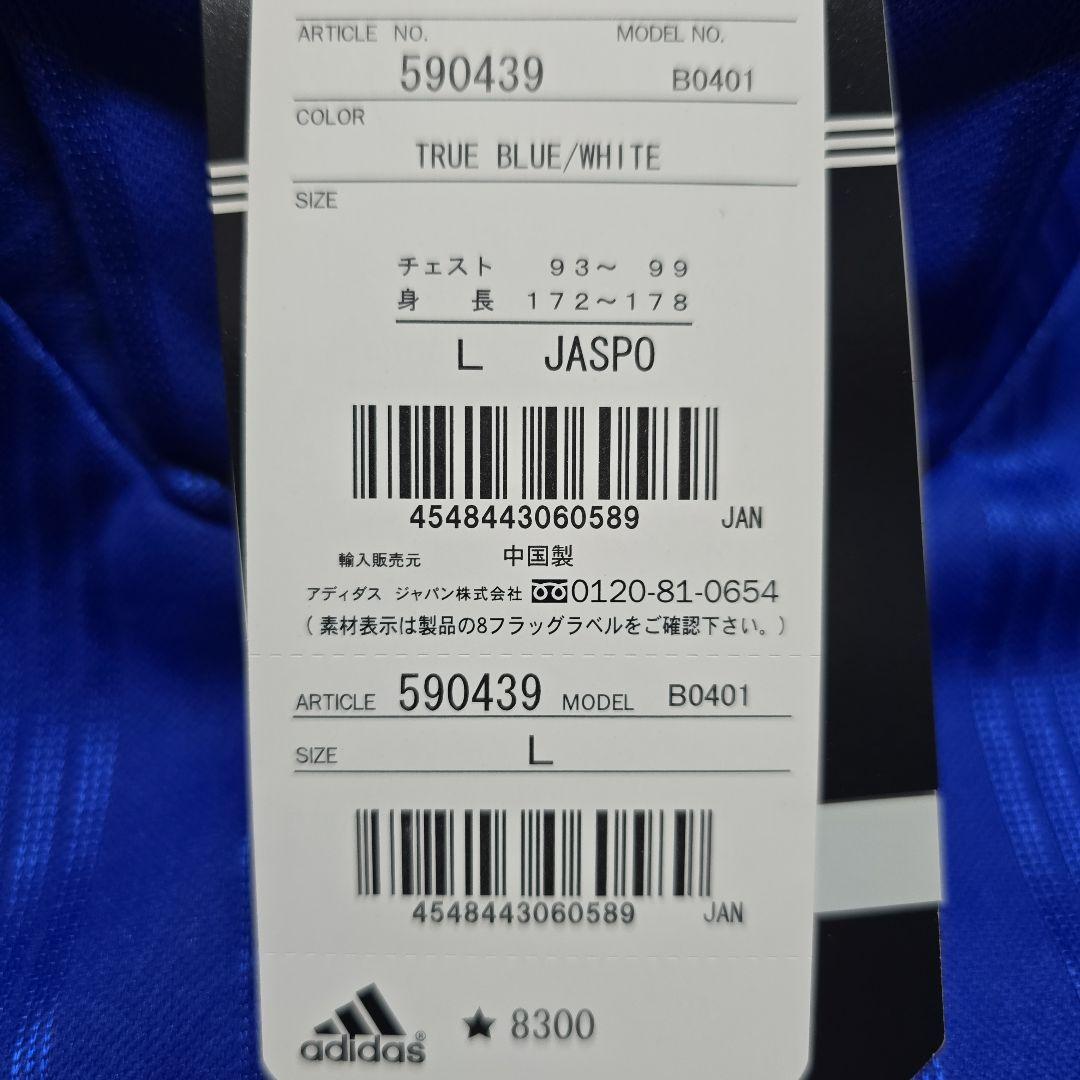 ARTICLE NO. MODEL NO.
590439 B0401
COLOR
TRUE BLUE/WHITE
SIZE
チェスト 93～ 99
身 長 172～178
L JASPO
4548443060589 JAN
輸入販売元 中国製
アディダス ジャパン株式会社 0120-81-0654
(素材表示は製品の8フラッグラベルをご確認下さい。)
ARTICLE 590439 MODEL B0401
SIZE L
4548443060589 JAN
adidas® ★ 8300